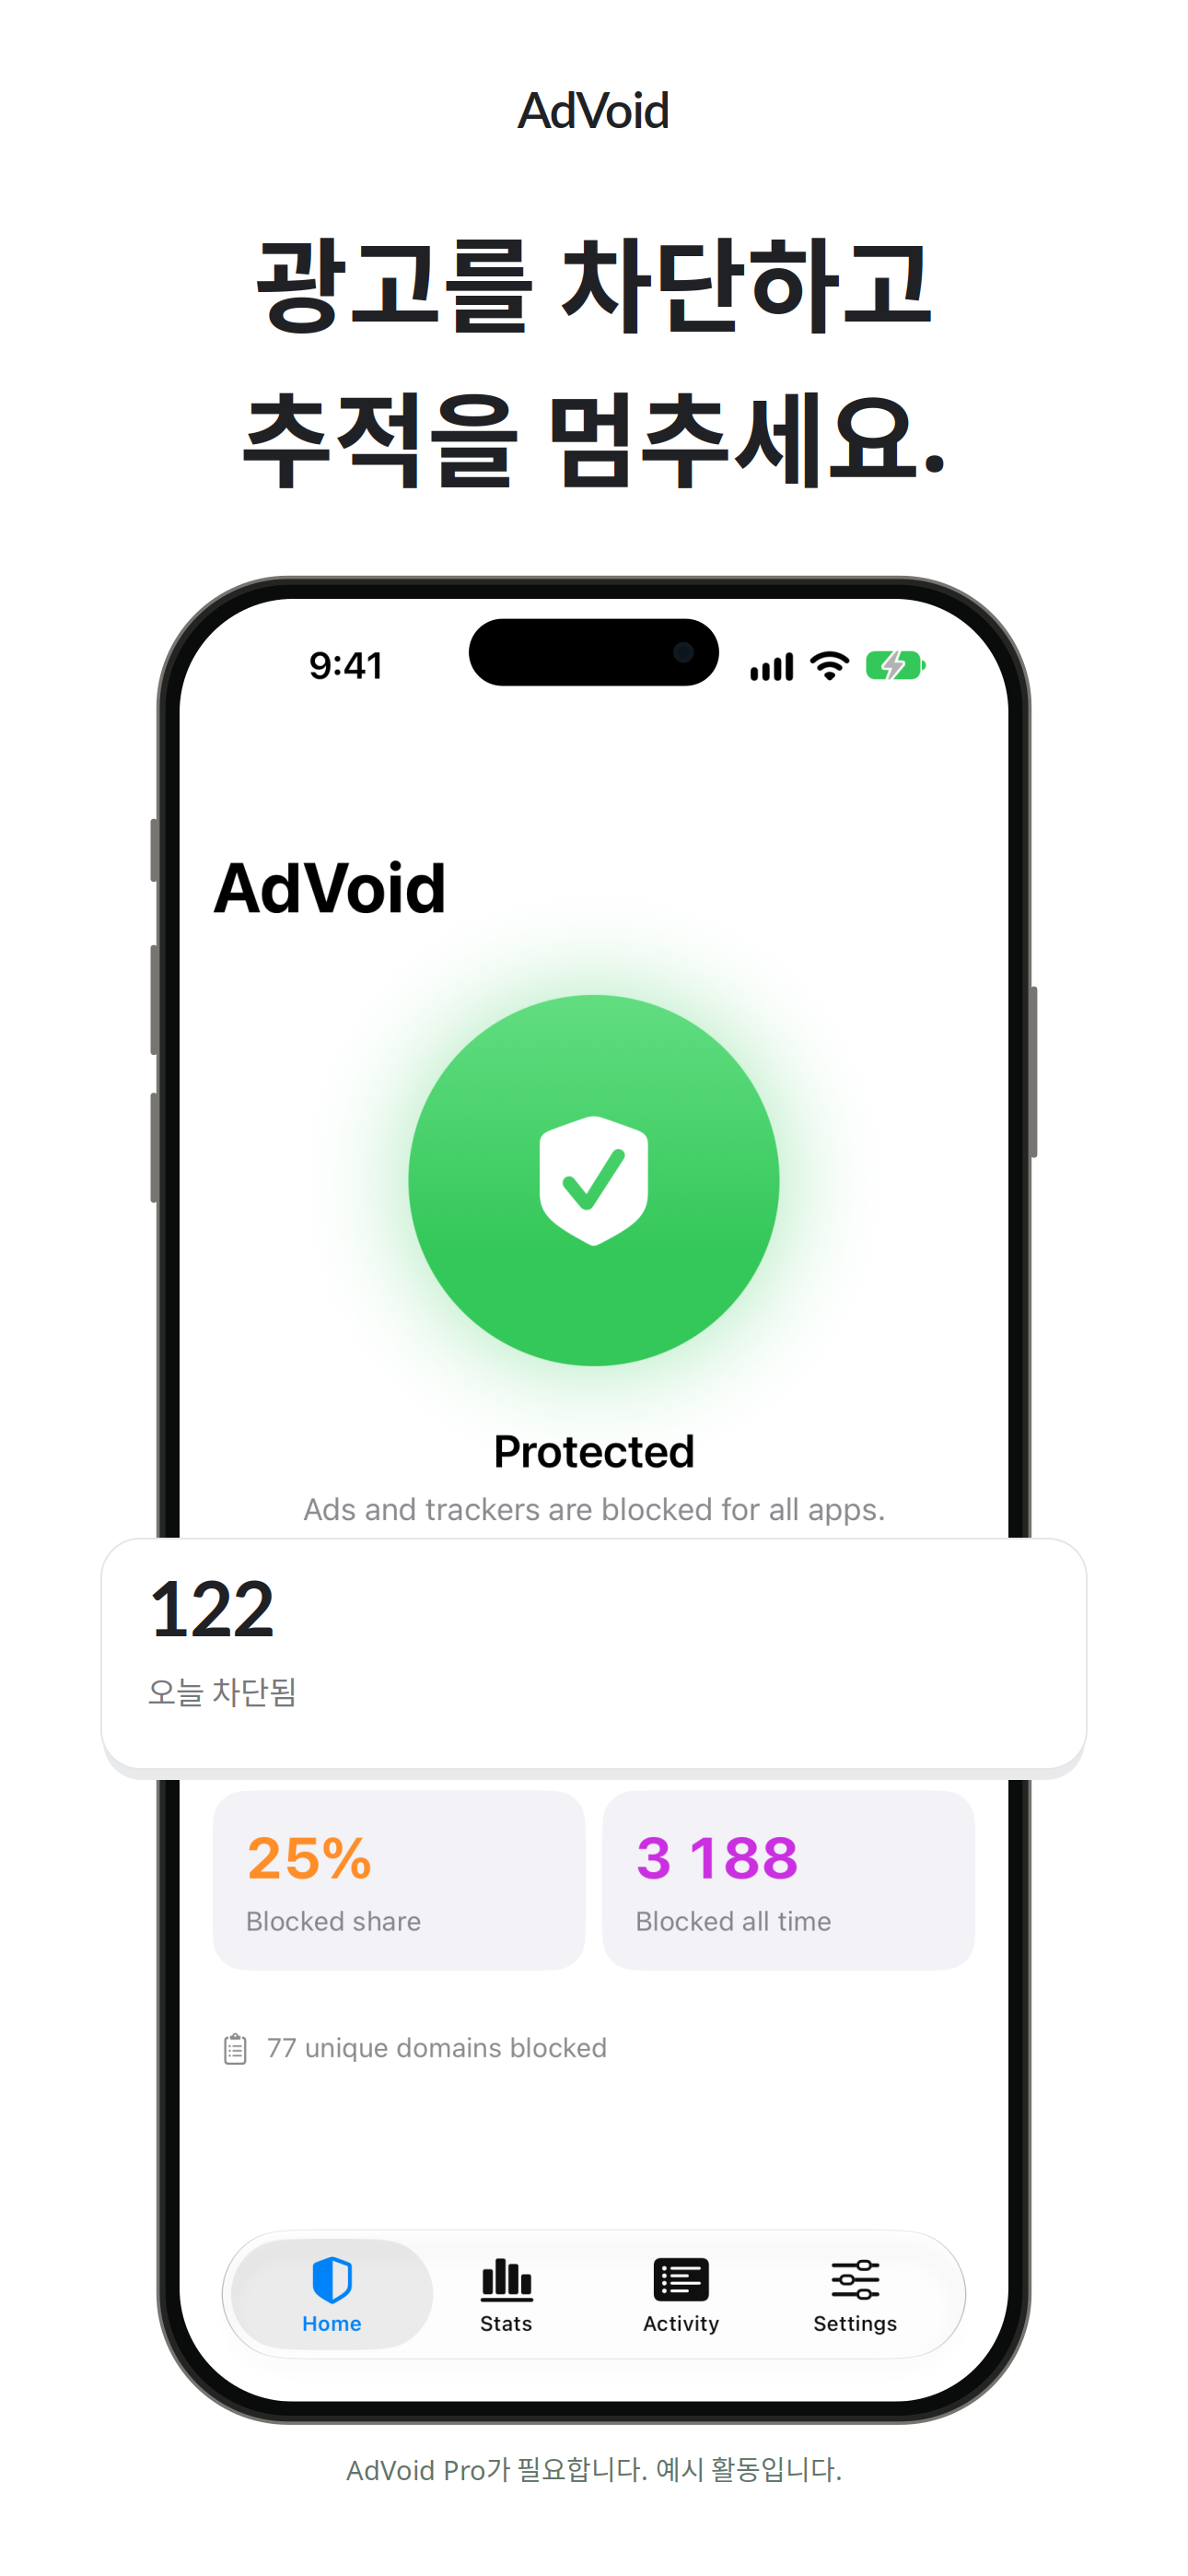 AdVoid
광고를 차단하고
추적을 멈추세요.
9:41
AdVoid
Protected
Ads and trackers are blocked for all apps.
122
오늘 차단됨
25%
Blocked share
3 188
Blocked all time
77 unique domains blocked
Home
Stats
Activity
Settings
AdVoid Pro가 필요합니다. 예시 활동입니다.